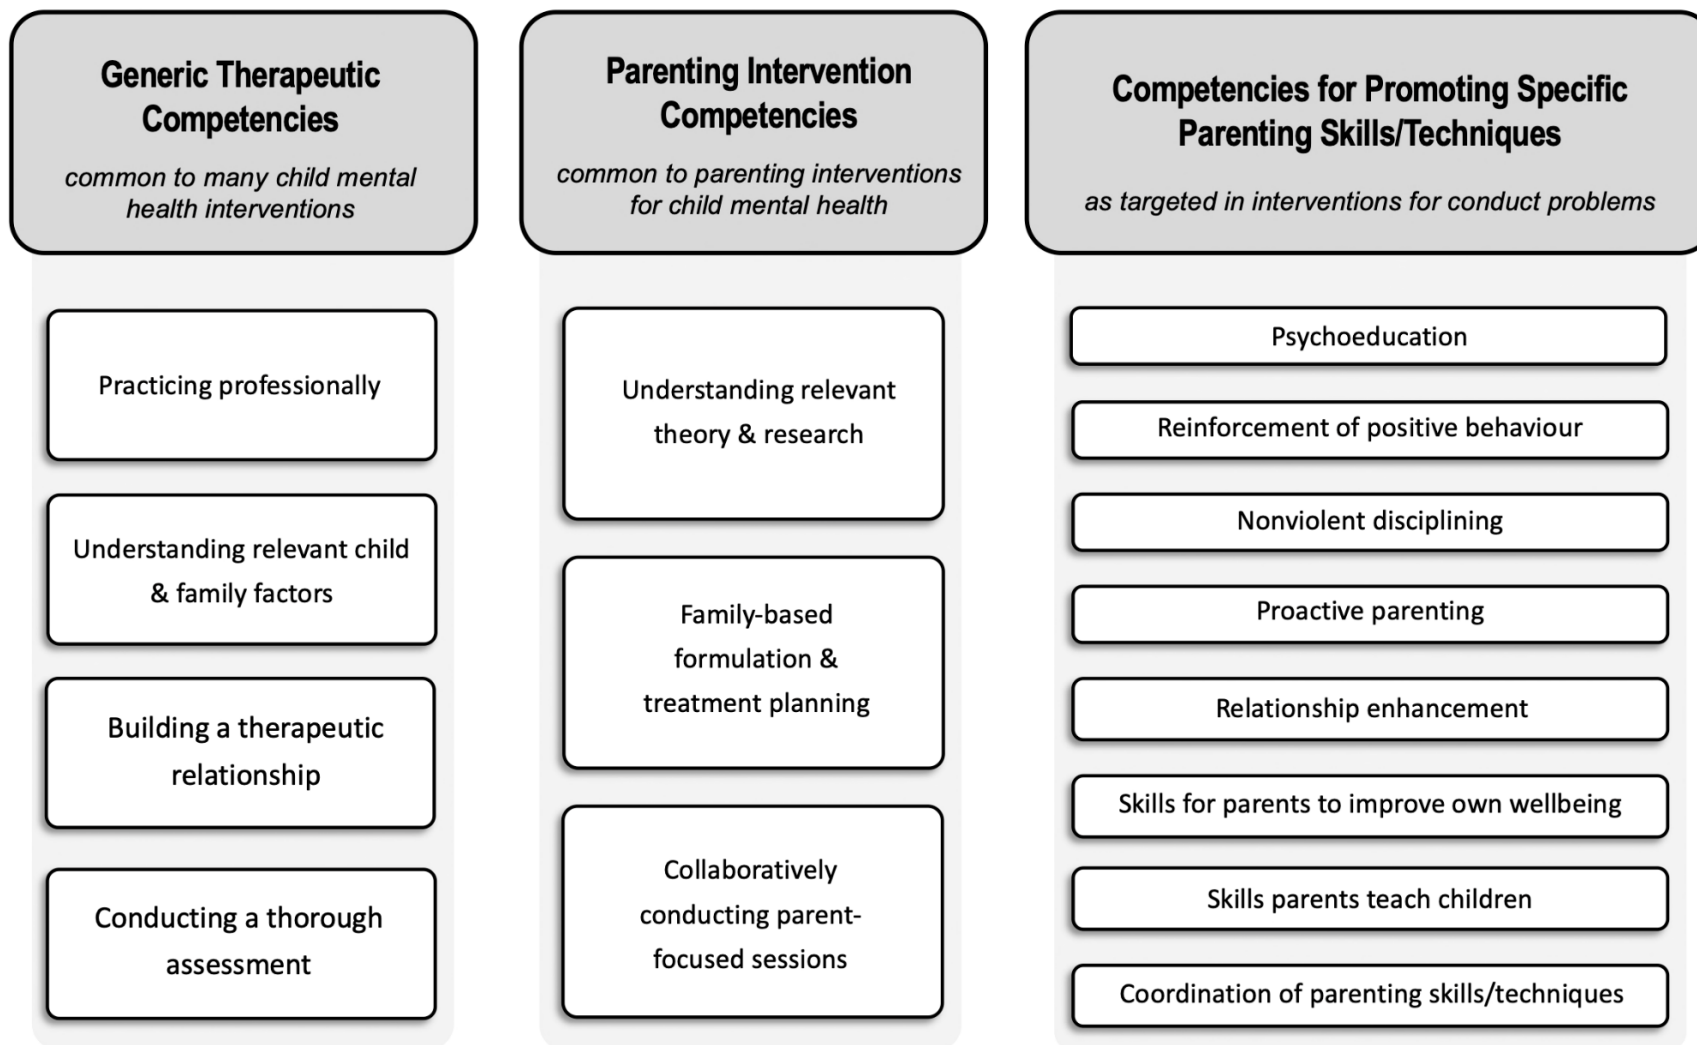 Generic Therapeutic
Competencies
common to many child mental
health interventions
Practicing professionally
Understanding relevant child
& family factors
Building a therapeutic
relationship
Conducting a thorough
assessment
Parenting Intervention
Competencies
common to parenting interventions
for child mental health
Understanding relevant
theory & research
Family-based
formulation &
treatment planning
Collaboratively
conducting parent-
focused sessions
Competencies for Promoting Specific
Parenting Skills/Techniques
as targeted in interventions for conduct problems
Psychoeducation
Reinforcement of positive behaviour
Nonviolent disciplining
Proactive parenting
Relationship enhancement
Skills for parents to improve own wellbeing
Skills parents teach children
Coordination of parenting skills/techniques